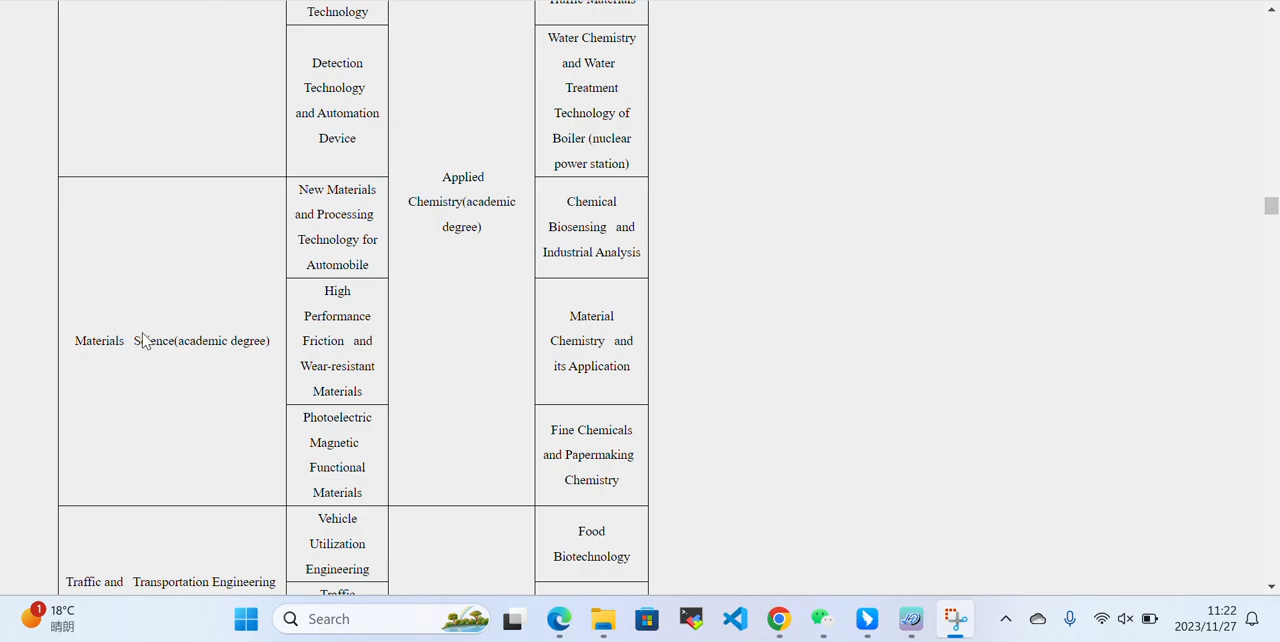 Technology
Detection
Technology
and Automation
Device
Water Chemistry
and Water
Treatment
Technology of
Boiler (nuclear
power station)
Applied
Chemistry(academic
degree)
Materials Science(academic degree)
New Materials
and Processing
Technology for
Automobile
Chemical
Biosensing and
Industrial Analysis
High
Performance
Friction and
Wear-resistant
Materials
Material
Chemistry and
its Application
Photoelectric
Magnetic
Functional
Materials
Fine Chemicals
and Papermaking
Chemistry
Traffic and Transportation Engineering
Vehicle
Utilization
Engineering
Traffic
Food
Biotechnology
1
18°C
晴朗
Search
11:22
2023/11/27